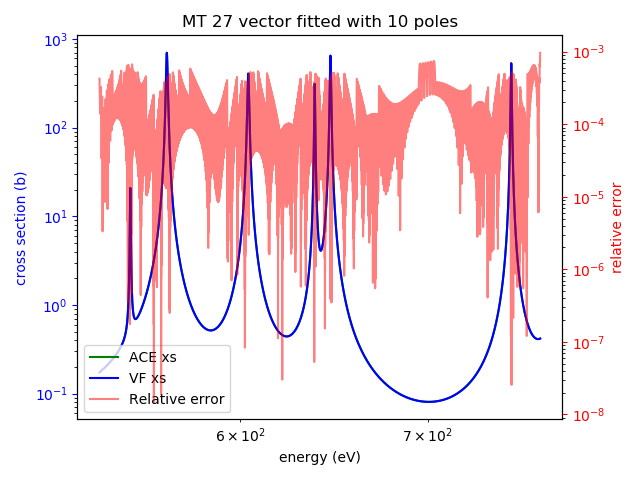 MT 27 vector fitted with 10 poles
10³
10²
10¹
10⁰
10⁻¹
cross section (b)
10⁻³
10⁻⁴
10⁻⁵
10⁻⁶
10⁻⁷
10⁻⁸
relative error
ACE xs
VF xs
Relative error
6 × 10²
7 × 10²
energy (eV)